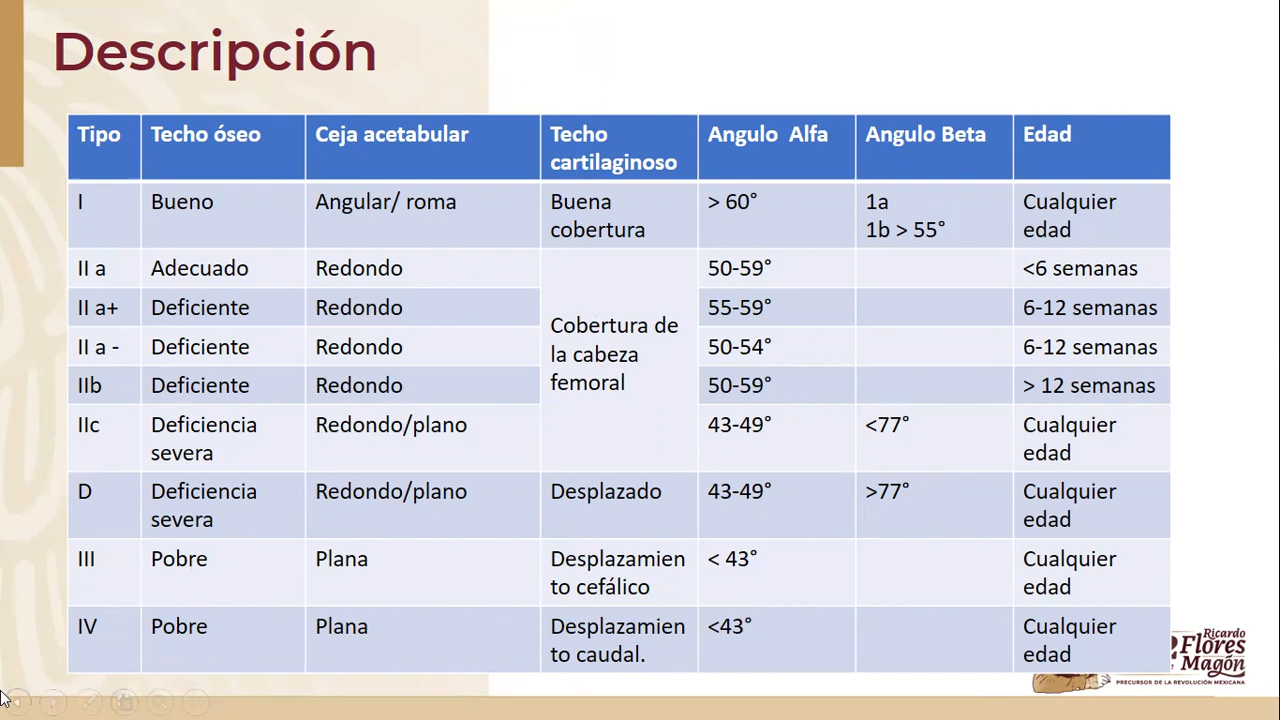 Descripción
Tipo Techo óseo Ceja acetabular Techo cartilaginoso Angulo Alfa Angulo Beta Edad
I Bueno Angular/ roma Buena cobertura > 60° 1a 1b > 55° Cualquier edad
II a Adecuado Redondo Cobertura de la cabeza femoral 50-59° <6 semanas
II a+ Deficiente Redondo 55-59° 6-12 semanas
II a - Deficiente Redondo 50-54° 6-12 semanas
IIb Deficiente Redondo 50-59° > 12 semanas
IIc Deficiencia severa Redondo/plano 43-49° <77° Cualquier edad
D Deficiencia severa Redondo/plano Desplazado 43-49° >77° Cualquier edad
III Pobre Plana Desplazamiento cefálico < 43° Cualquier edad
IV Pobre Plana Desplazamiento caudal. <43° Cualquier edad
Ricardo
Flores
Magón
PRECURSOR DE LA REVOLUCIÓN MEXICANA